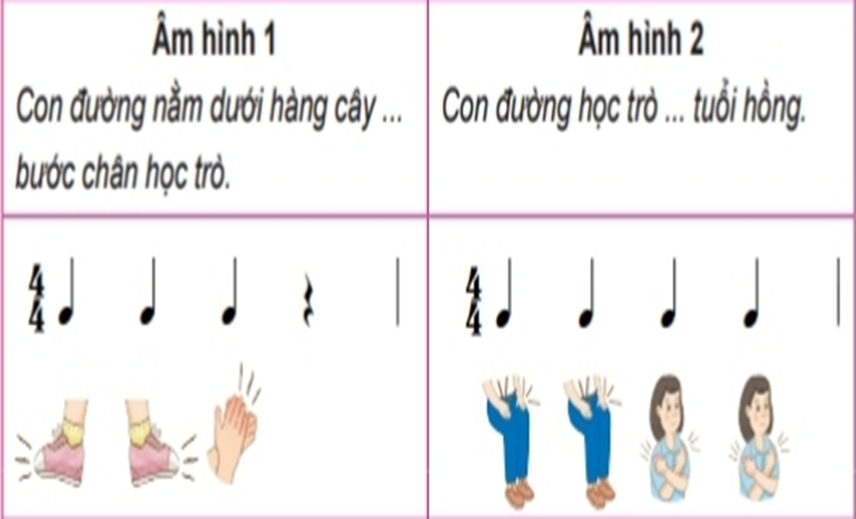 Âm hình 1
Con đường nằm dưới hàng cây ...
bước chân học trò.
Âm hình 2
Con đường học trò ... tuổi hồng.
4
4
4
4